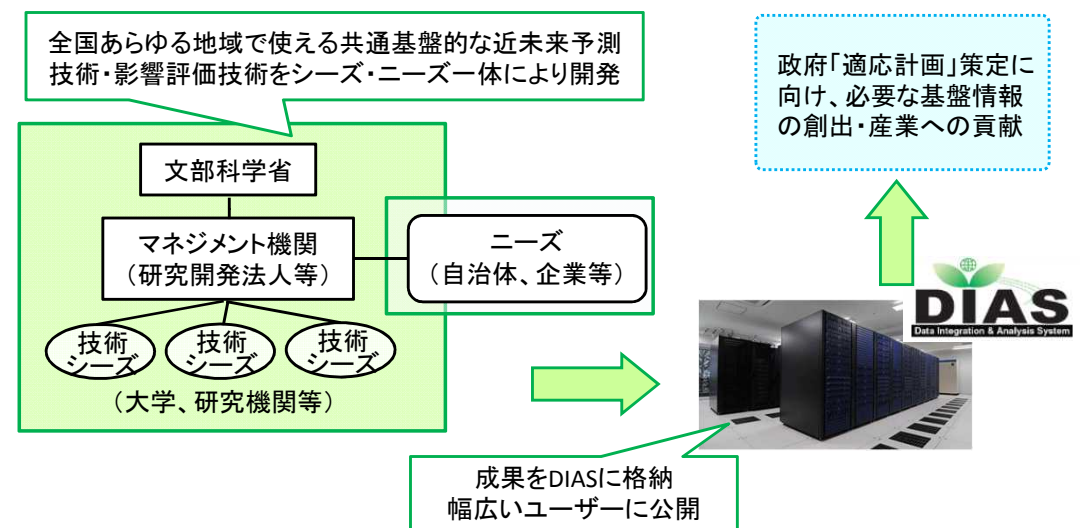 全国あらゆる地域で使える共通基盤的な近未来予測
技術・影響評価技術をシーズ・ニーズ一体により開発
政府「適応計画」策定に
向け、必要な基盤情報
の創出・産業への貢献
文部科学省
マネジメント機関
（研究開発法人等）
ニーズ
（自治体、企業等）
技術
シーズ
技術
シーズ
技術
シーズ
（大学、研究機関等）
DIAS
Data Integration & Analysis System
成果をDIASに格納
幅広いユーザーに公開